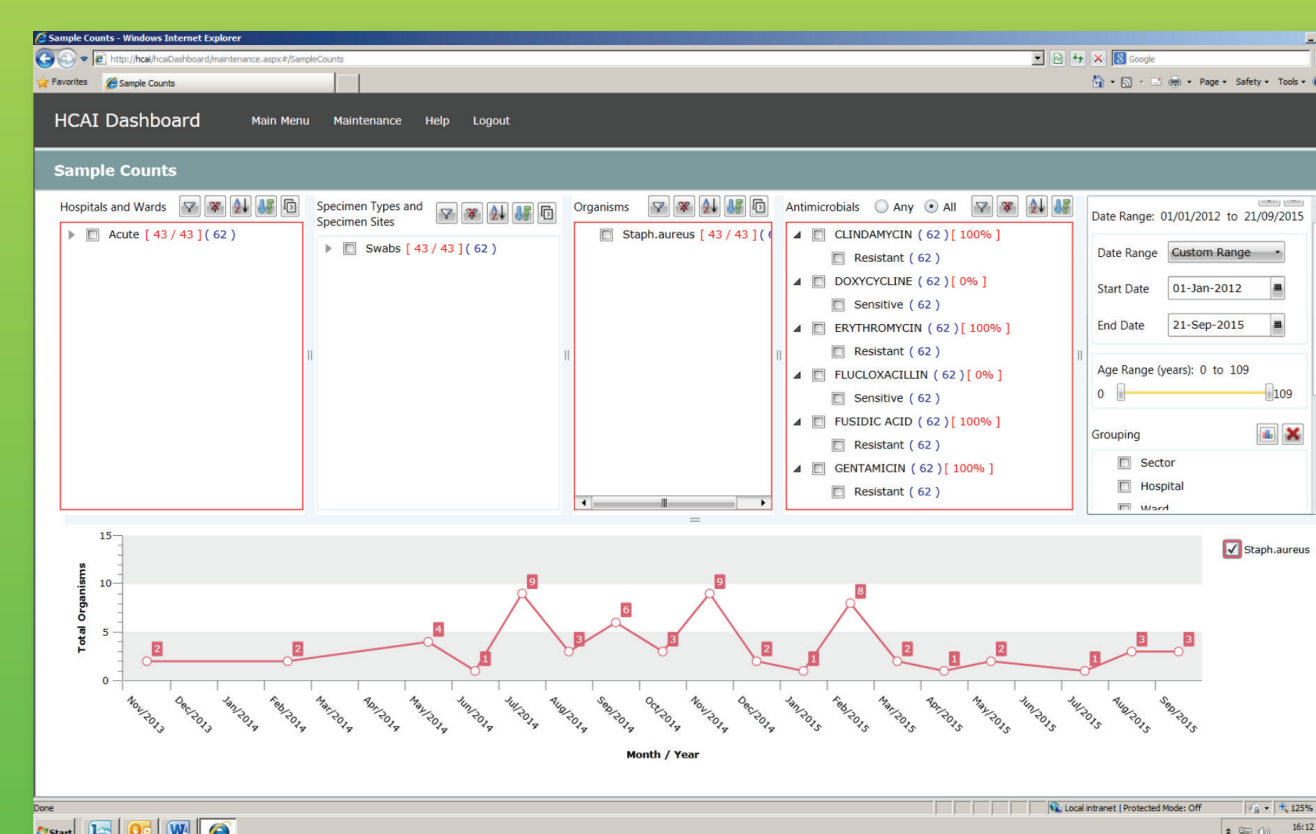 Sample Counts - Windows Internet Explorer
http://hcai/hcaiDashboard/maintenance.aspx#/SampleCounts
Google
Favorites
Sample Counts
Page
Safety
Tools
HCAI Dashboard
Main Menu
Maintenance
Help
Logout
Sample Counts
Hospitals and Wards
Acute [ 43 / 43 ]( 62 )
Specimen Types and
Specimen Sites
Swabs [ 43 / 43 ]( 62 )
Organisms
Staph.aureus [ 43 / 43 ](
Antimicrobials
Any
All
CLINDAMYCIN ( 62 )[ 100% ]
Resistant ( 62 )
DOXYCYCLINE ( 62 )[ 0% ]
Sensitive ( 62 )
ERYTHROMYCIN ( 62 )[ 100% ]
Resistant ( 62 )
FLUCLOXACILLIN ( 62 )[ 0% ]
Sensitive ( 62 )
FUSIDIC ACID ( 62 )[ 100% ]
Resistant ( 62 )
GENTAMICIN ( 62 )[ 100% ]
Resistant ( 62 )
Date Range: 01/01/2012 to 21/09/2015
Date Range Custom Range
Start Date 01-Jan-2012
End Date 21-Sep-2015
Age Range (years): 0 to 109
0 109
Grouping
Sector
Hospital
Ward
Total Organisms
15
10
5
0
2
2
4
1
9
3
6
3
9
2
1
8
2
1
2
1
3
3
Staph.aureus
Nov/2013
Dec/2013
Jan/2014
Feb/2014
Mar/2014
Apr/2014
May/2014
Jun/2014
Jul/2014
Aug/2014
Sep/2014
Oct/2014
Nov/2014
Dec/2014
Jan/2015
Feb/2015
Mar/2015
Apr/2015
May/2015
Jun/2015
Jul/2015
Aug/2015
Sep/2015
Month / Year
Done
Local intranet | Protected Mode: Off
125%
Start
16:12